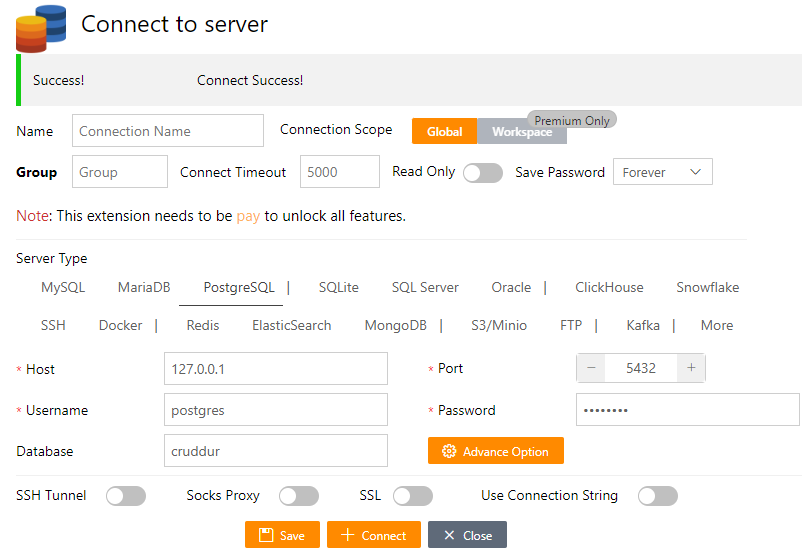 Connect to server
Success! Connect Success!
Name Connection Name Connection Scope Global Workspace Premium Only
Group Group Connect Timeout 5000 Read Only Save Password Forever
Note: This extension needs to be pay to unlock all features.
Server Type
MySQL MariaDB PostgreSQL | SQLite SQL Server Oracle | ClickHouse Snowflake
SSH Docker | Redis ElasticSearch MongoDB | S3/Minio FTP | Kafka | More
* Host 127.0.0.1 * Port − 5432 +
* Username postgres * Password ••••••••
Database cruddur Advance Option
SSH Tunnel Socks Proxy SSL Use Connection String
Save + Connect × Close